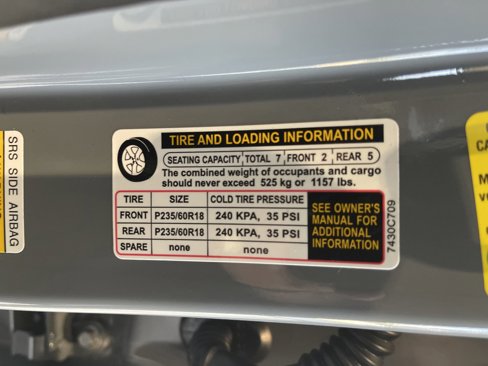 SRS SIDE AIRBAG
TIRE AND LOADING INFORMATION
SEATING CAPACITY TOTAL 7 FRONT 2 REAR 5
The combined weight of occupants and cargo
should never exceed 525 kg or 1157 lbs.
TIRE SIZE COLD TIRE PRESSURE
FRONT P235/60R18 240 KPA, 35 PSI
REAR P235/60R18 240 KPA, 35 PSI
SPARE none none
SEE OWNER'S
MANUAL FOR
ADDITIONAL
INFORMATION
7430C709